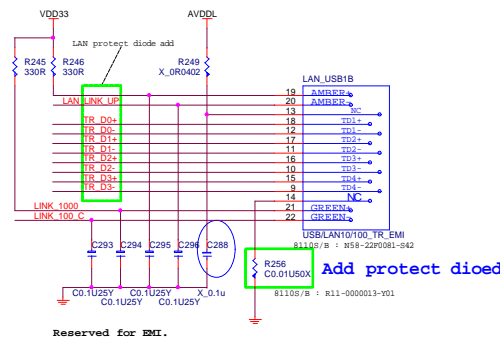 VDD33
AVDDL
LAN protect diode add
R245
330R
R246
330R
R249
X_0R0402
LAN_USB1B
19
AMBER+
LAN_LINK_UP
20
AMBER-
13
NC
TR_D0+
18
TD1+
TR_D0-
12
TD1-
TR_D1+
17
TD2+
TR_D1-
11
TD2-
TR_D2+
16
TD3+
TR_D2-
10
TD3-
TR_D3+
15
TD4+
TR_D3-
9
TD4-
14
NC
LINK_1000
21
GREEN+
LINK_100_C
22
GREEN-
USB/LAN10/100_TR_EMI
8110S/B : N58-22F0081-S42
C293
C294
C295
C296
C288
R256
C0.01U50X
Add protect dioed
C0.1U25Y
C0.1U25Y
C0.1U25Y
C0.1U25Y
X_0.1u
8110S/B : R11-0000013-Y01
Reserved for EMI.